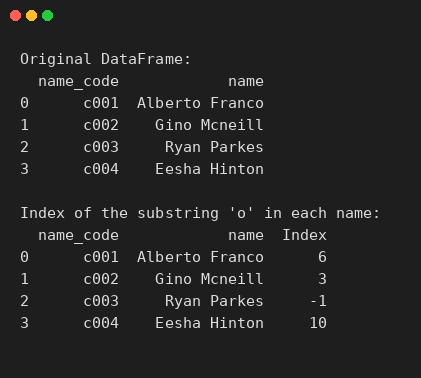 Original DataFrame:
  name_code            name
0      c001  Alberto Franco
1      c002    Gino Mcneill
2      c003     Ryan Parkes
3      c004    Eesha Hinton
Index of the substring 'o' in each name:
  name_code            name  Index
0      c001  Alberto Franco      6
1      c002    Gino Mcneill      3
2      c003     Ryan Parkes     -1
3      c004    Eesha Hinton     10